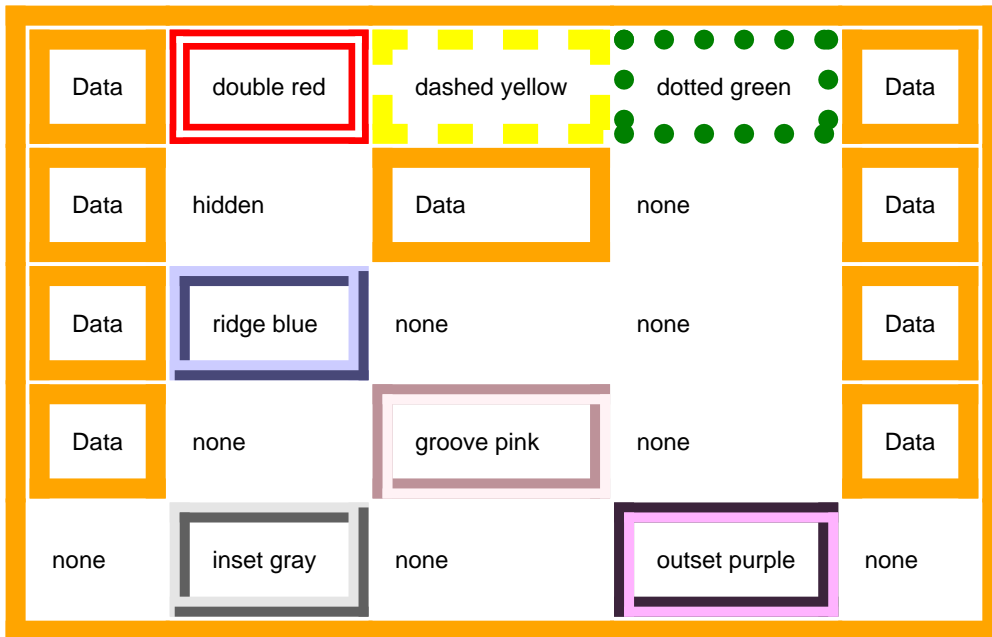 Data double red dashed yellow dotted green Data
Data hidden Data none Data
Data ridge blue none none Data
Data none groove pink none Data
none inset gray none outset purple none